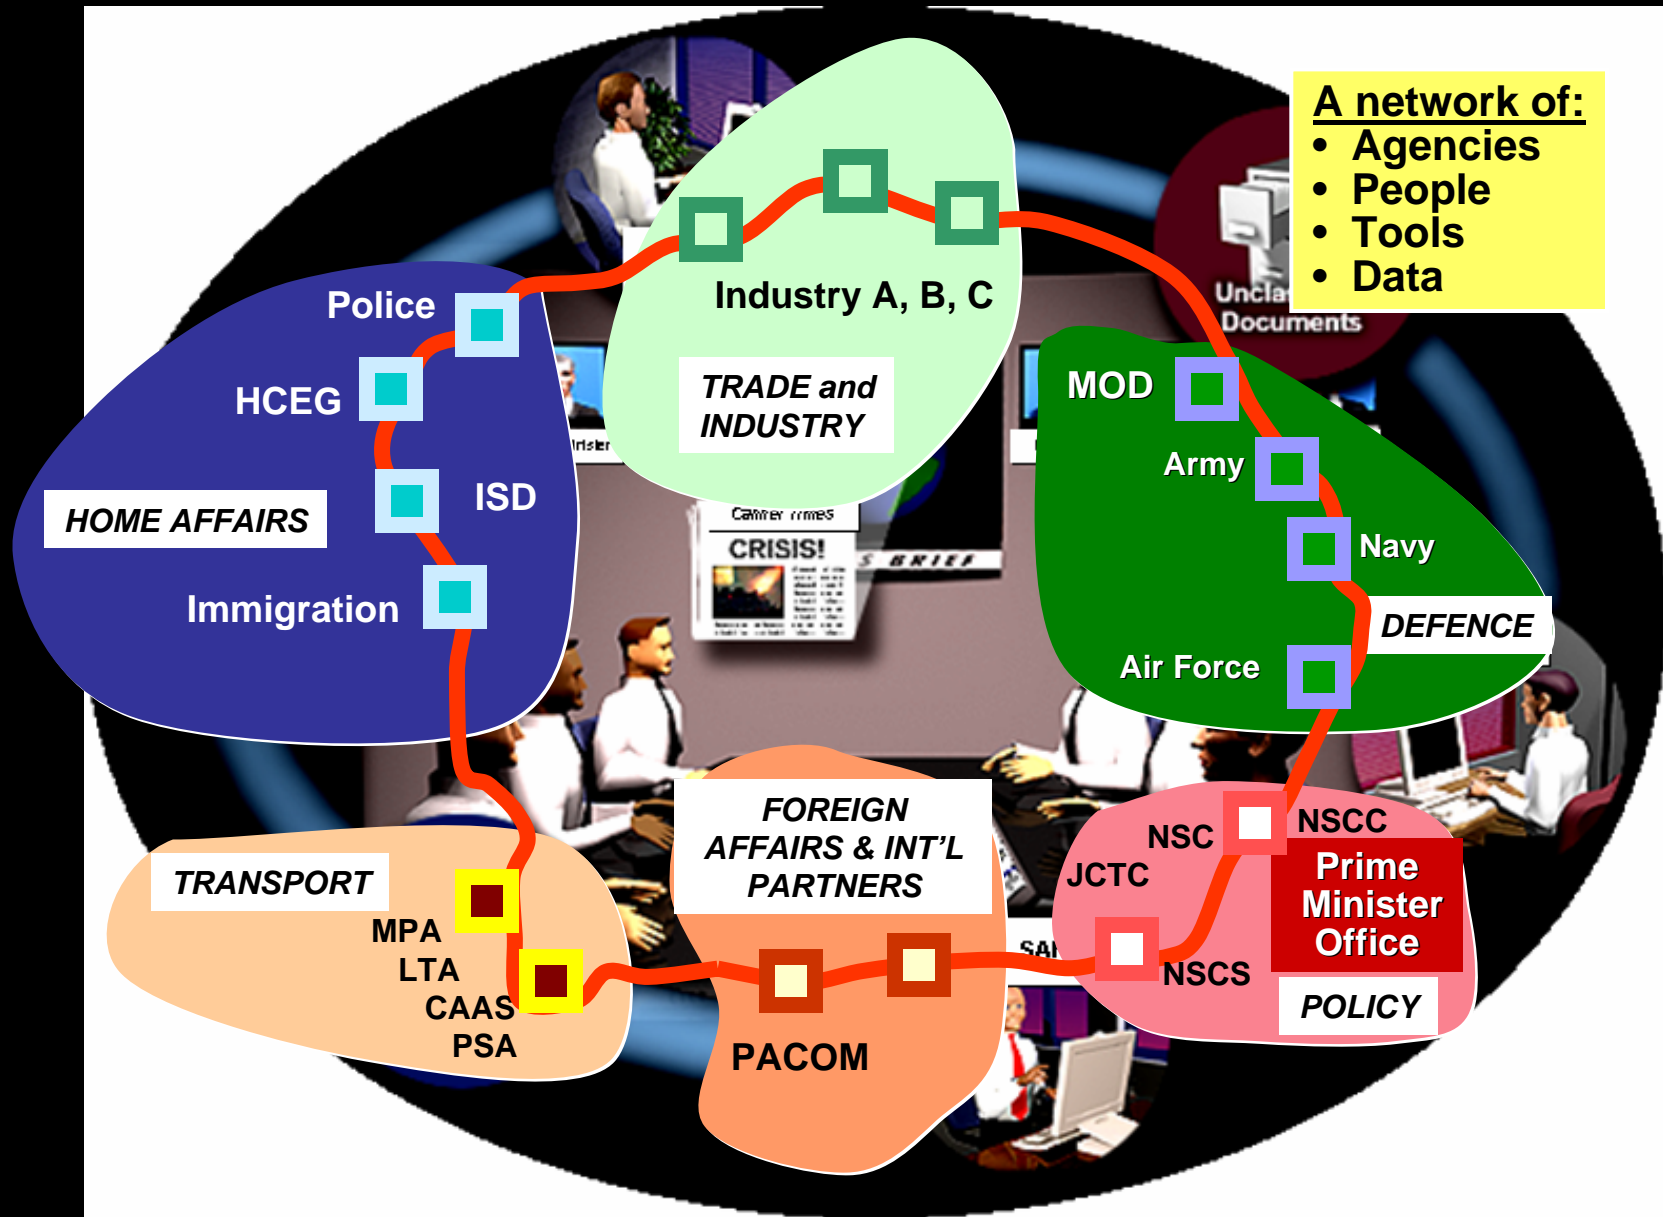 A network of:
• Agencies
• People
• Tools
• Data
Documents
Police
HCEG
ISD
Immigration
HOME AFFAIRS
Industry A, B, C
TRADE and
INDUSTRY
CRISIS!
BRIEF
MOD
Army
Navy
Air Force
DEFENCE
TRANSPORT
MPA
LTA
CAAS
PSA
FOREIGN
AFFAIRS & INT’L
PARTNERS
PACOM
NSC
NSCC
JCTC
NSCS
Prime
Minister
Office
POLICY